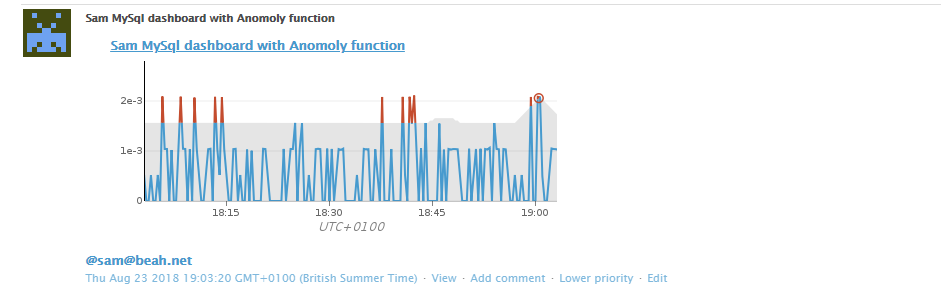 Sam MySql dashboard with Anomoly function
Sam MySql dashboard with Anomoly function
2e-3
1e-3
0
18:15 18:30 18:45 19:00
UTC+0100
@sam@beah.net
Thu Aug 23 2018 19:03:20 GMT+0100 (British Summer Time) · View · Add comment · Lower priority · Edit